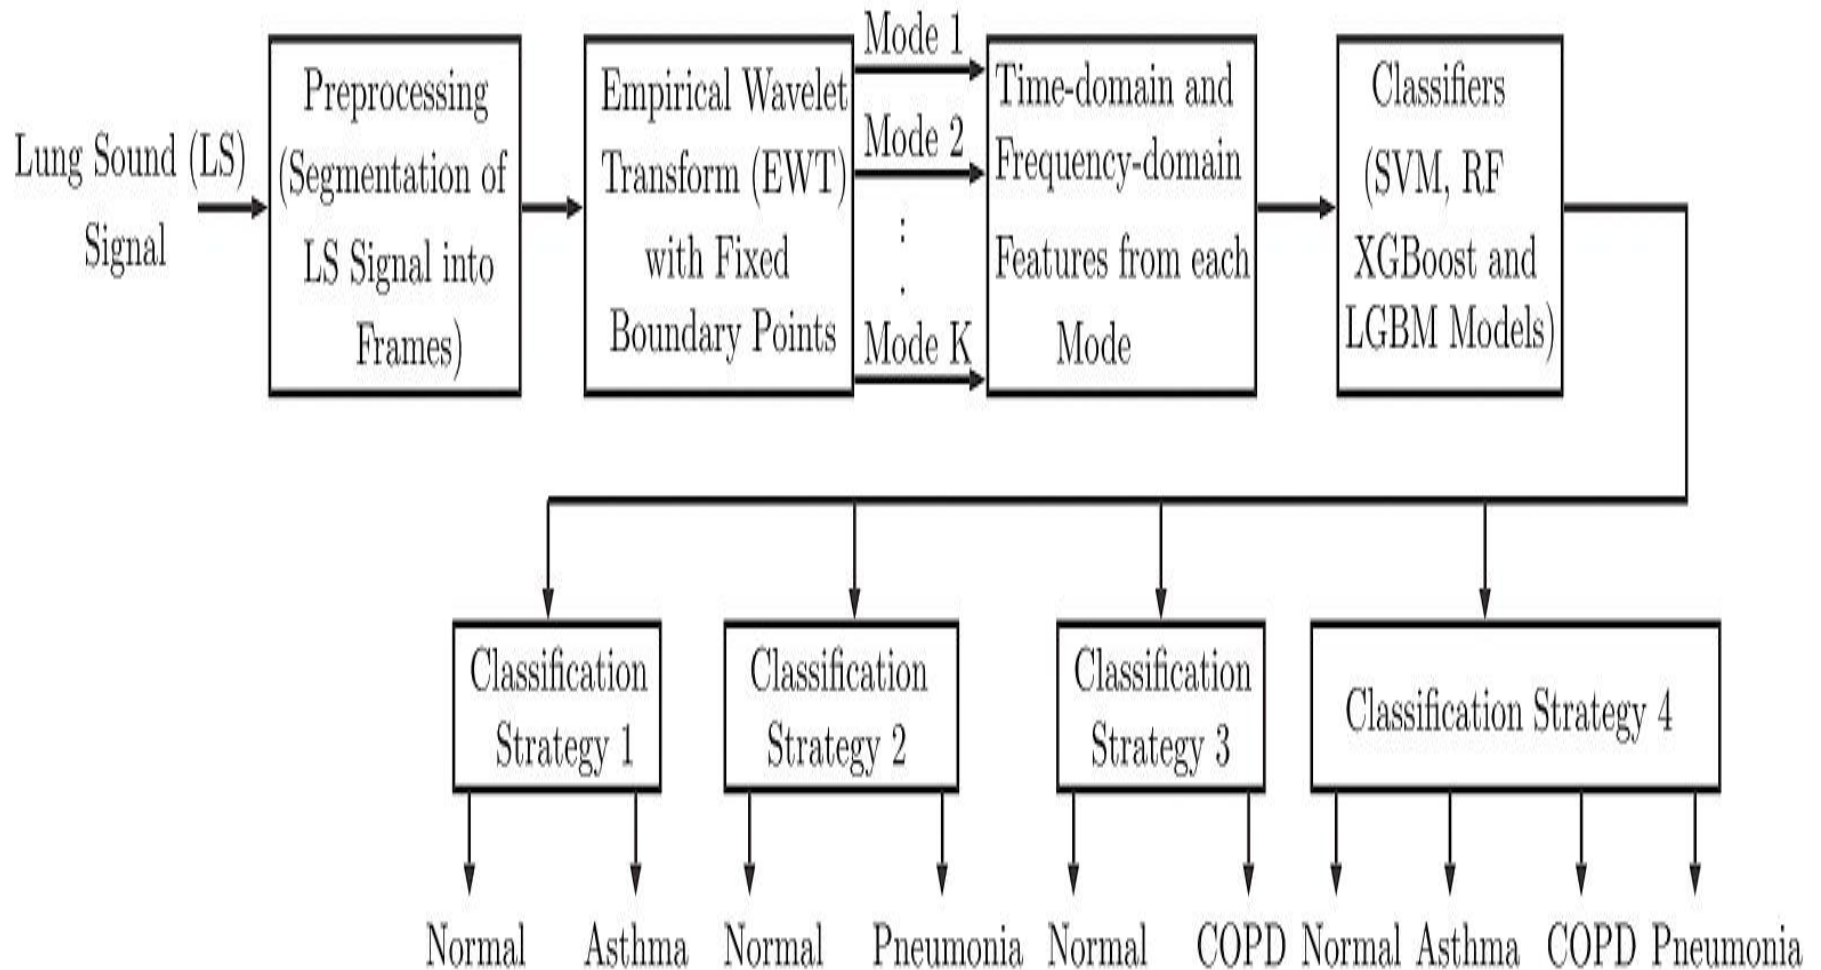 Lung Sound (LS)
Signal
Preprocessing
(Segmentation of
LS Signal into
Frames)
Empirical Wavelet
Transform (EWT)
with Fixed
Boundary Points
Mode 1
Mode 2
Mode K
Time-domain and
Frequency-domain
Features from each
Mode
Classifiers
(SVM, RF
XGBoost and
LGBM Models)
Classification
Strategy 1
Classification
Strategy 2
Classification
Strategy 3
Classification Strategy 4
Normal
Asthma
Normal
Pneumonia
Normal
COPD
Normal
Asthma
COPD
Pneumonia